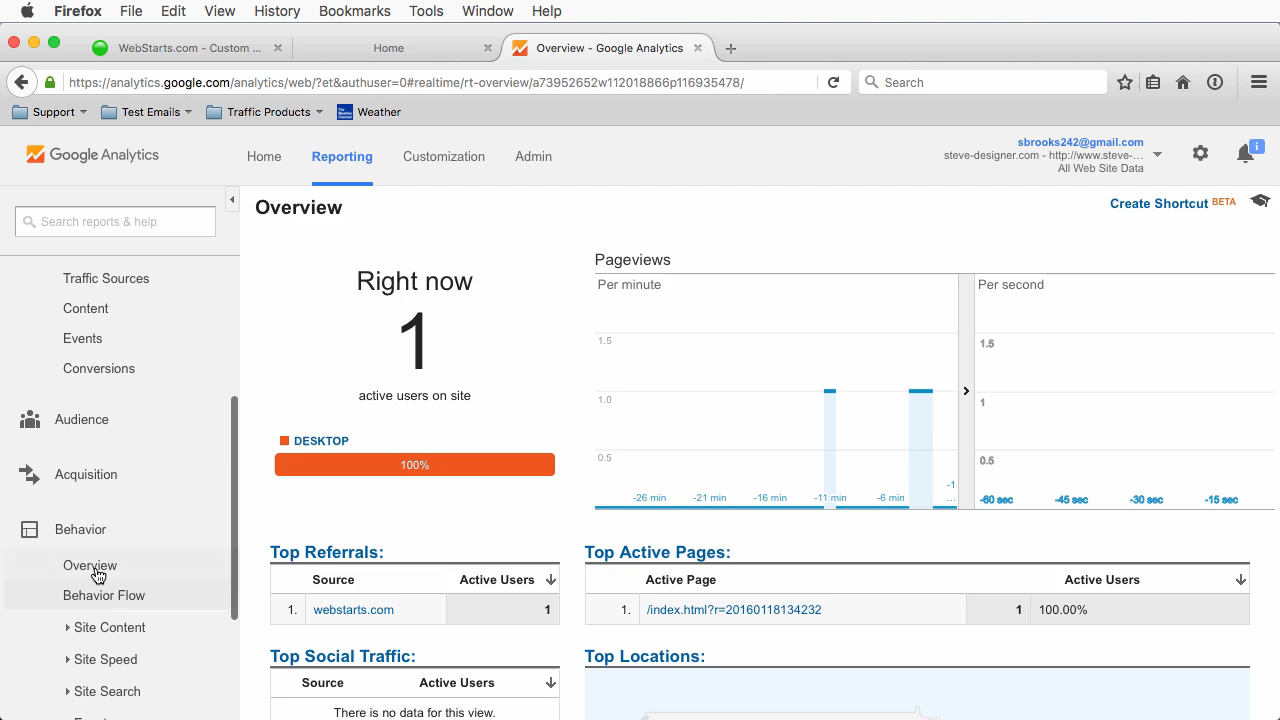 Firefox File Edit View History Bookmarks Tools Window Help
WebStarts.com - Custom ... Home Overview - Google Analytics
https://analytics.google.com/analytics/web/?et&authuser=0#realtime/rt-overview/a73952652w112018866p116935478/ Search
Support Test Emails Traffic Products The Weather Channel Weather
Google Analytics Home Reporting Customization Admin
sbrooks242@gmail.com
steve-designer.com - http://www.steve-...
All Web Site Data
i
Search reports & help
Traffic Sources
Content
Events
Conversions
Audience
Acquisition
Behavior
Overview
Behavior Flow
Site Content
Site Speed
Site Search
Overview
Create Shortcut BETA
Right now
1
active users on site
DESKTOP
100%
Pageviews
Per minute
1.5
1.0
0.5
-26 min -21 min -16 min -11 min -6 min -1
...
Per second
1.5
1
0.5
-60 sec -45 sec -30 sec -15 sec
Top Referrals:
Source Active Users
1. webstarts.com 1
Top Active Pages:
Active Page Active Users
1. /index.html?r=20160118134232 1 100.00%
Top Social Traffic:
Source Active Users
There is no data for this view.
Top Locations: